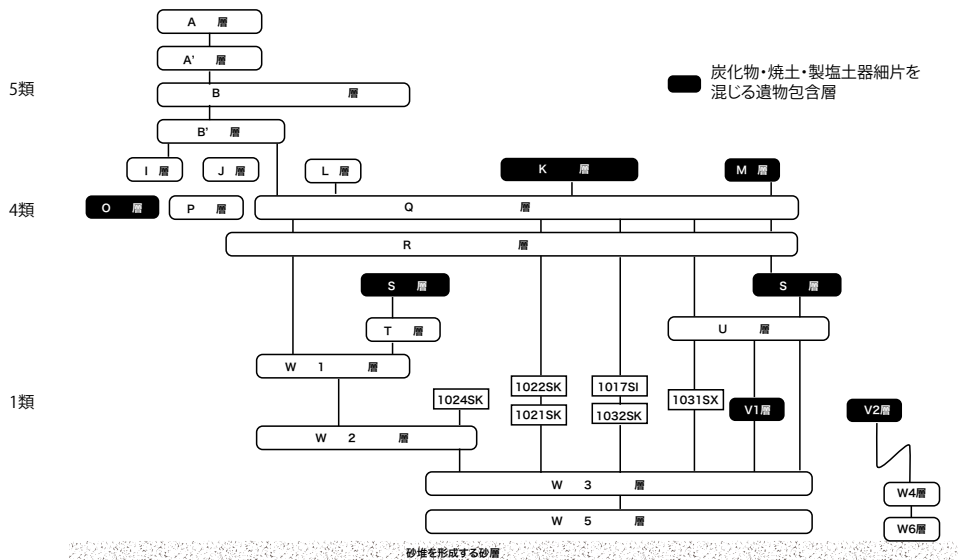 A 層
A' 層
5類
B 層
炭化物・焼土・製塩土器細片を
混じる遺物包含層
B' 層
I 層
J 層
L 層
K 層
M 層
4類
O 層
P 層
Q 層
R 層
S 層
S 層
T 層
U 層
W 1 層
1類
1024SK
1022SK
1021SK
1017SI
1032SK
1031SX
V1層
V2層
W 2 層
W 3 層
W4層
W 5 層
W6層
砂堆を形成する砂層